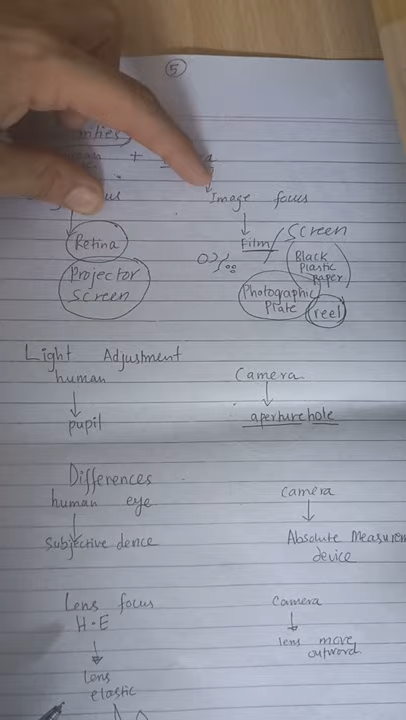 5
+
Image focus
Retina
Film / Screen
Black Plastic paper
Projector Screen
Photographic Plate
reel
Light Adjustment
human
Camera
pupil
aperture hole
Differences
human eye
Camera
Subjective dence
Absolute Measurem
device
Lens focus
H.E
Camera
lens move
outword
Lens
elastic